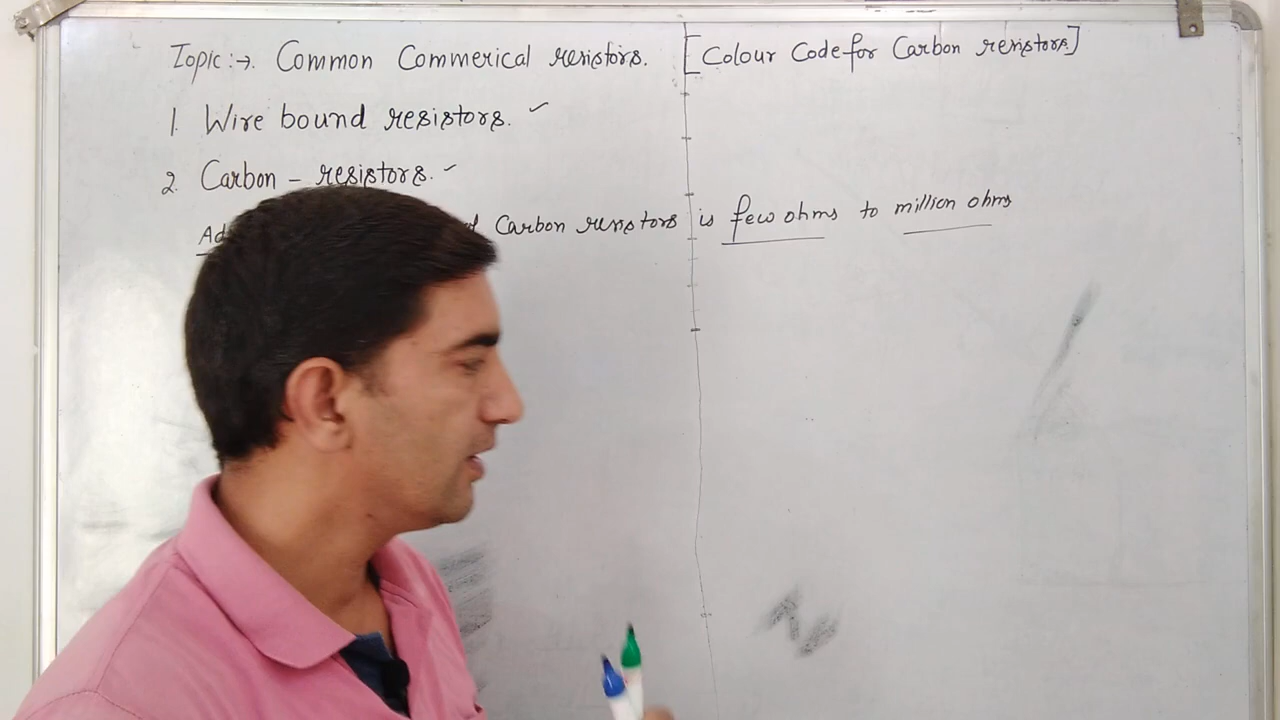 Topic:→. Common Commerical resistors. [Colour Code for Carbon resistors]
1. Wire bound resistors. ✓
2. Carbon - resistors. ✓
Carbon resistors is few ohms to million ohms